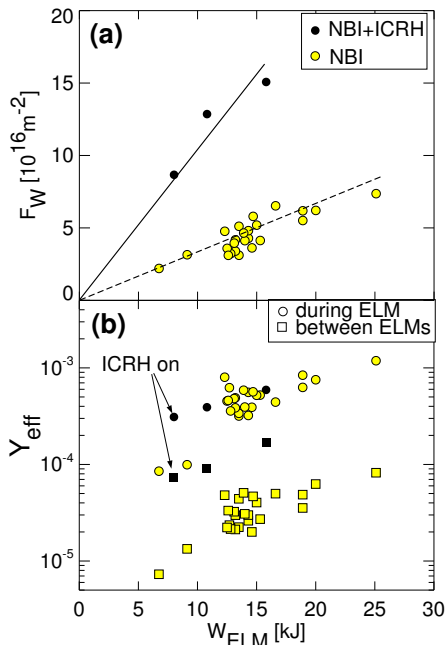 (a)
NBI+ICRH
NBI
20
15
10
5
0
F_W [10^16 m^-2]
(b)
during ELM
between ELMs
ICRH on
10^-3
10^-4
10^-5
Y_eff
0 5 10 15 20 25 30
W_ELM [kJ]